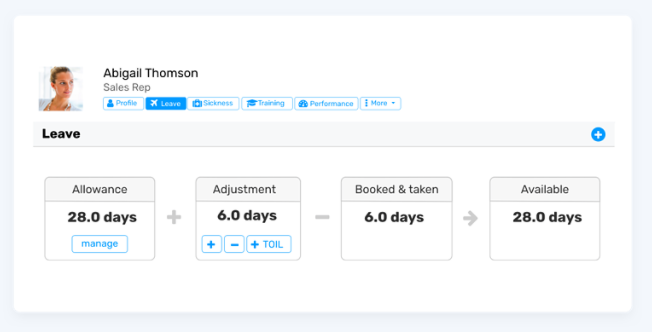 Abigail Thomson
Sales Rep
Profile Leave Sickness Training Performance More
Leave
Allowance Adjustment Booked & taken Available
28.0 days + 6.0 days − 6.0 days → 28.0 days
manage + − + TOIL